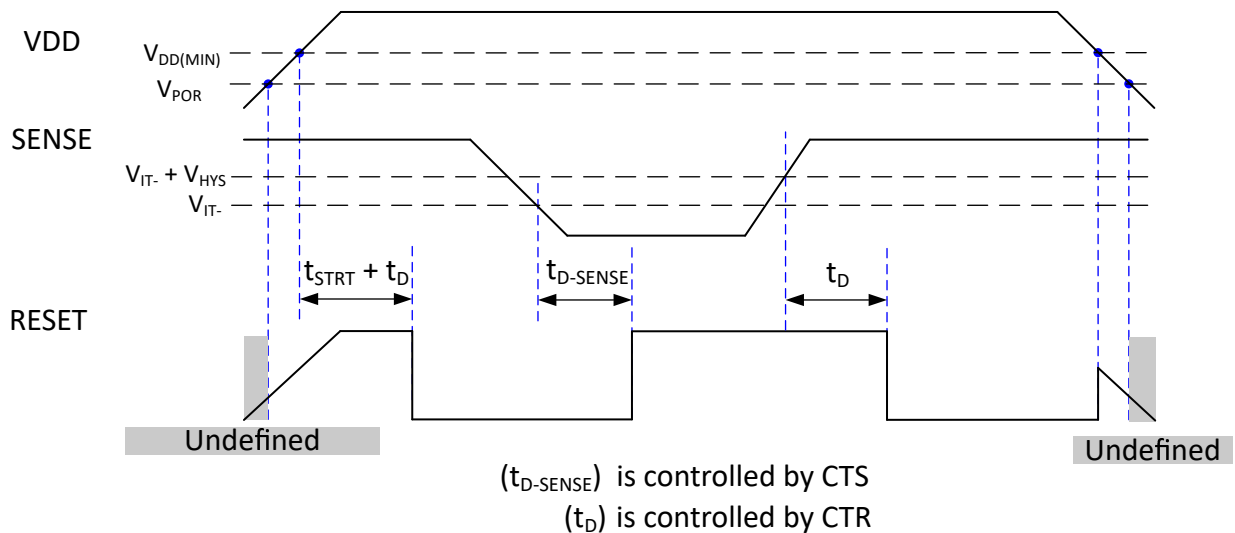 VDD
V_DD(MIN)
V_POR
SENSE
V_IT- + V_HYS
V_IT-
t_STRT + t_D
t_D-SENSE
t_D
RESET
Undefined
Undefined
(t_D-SENSE) is controlled by CTS
(t_D) is controlled by CTR